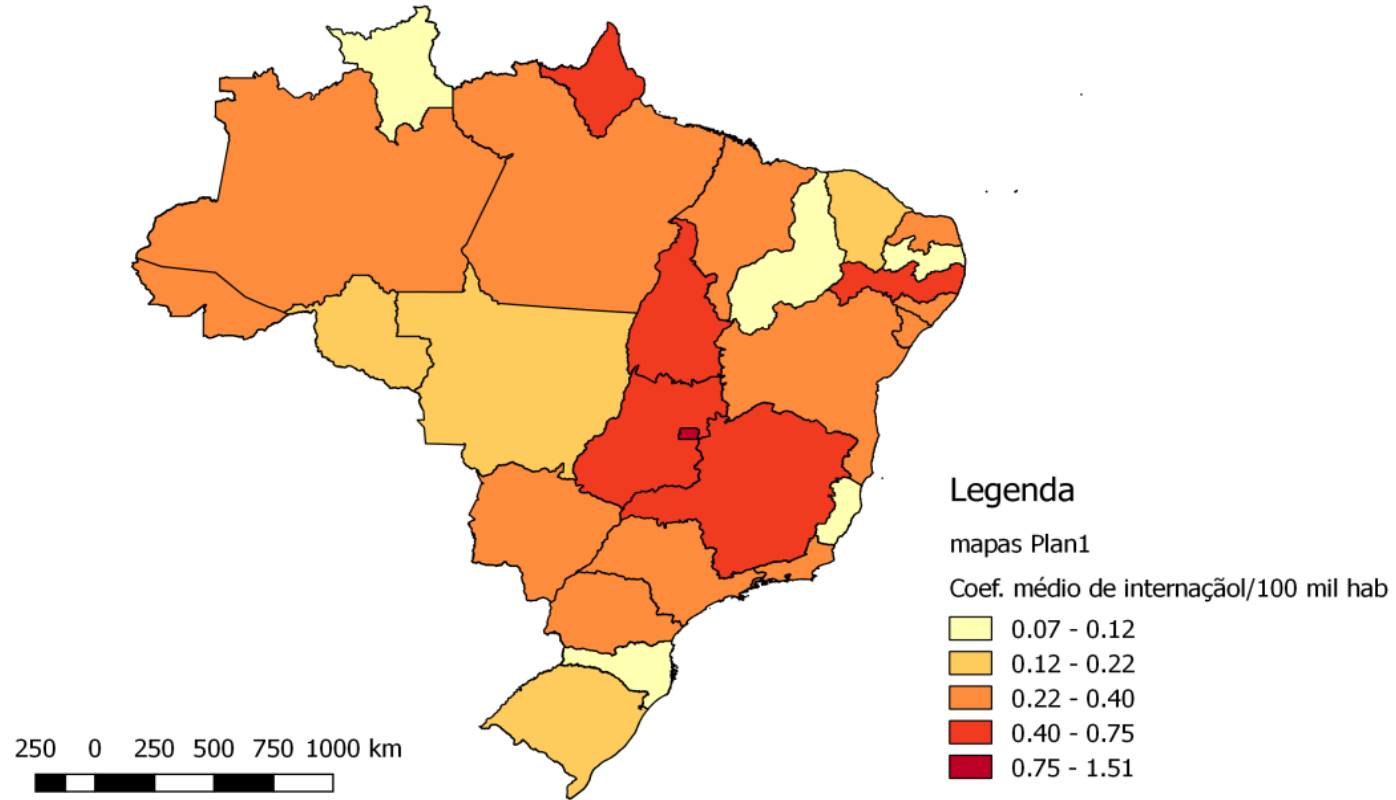 Legenda
mapas Plan1
Coef. médio de internaçãol/100 mil hab
0.07 - 0.12
0.12 - 0.22
0.22 - 0.40
0.40 - 0.75
0.75 - 1.51
250 0 250 500 750 1000 km